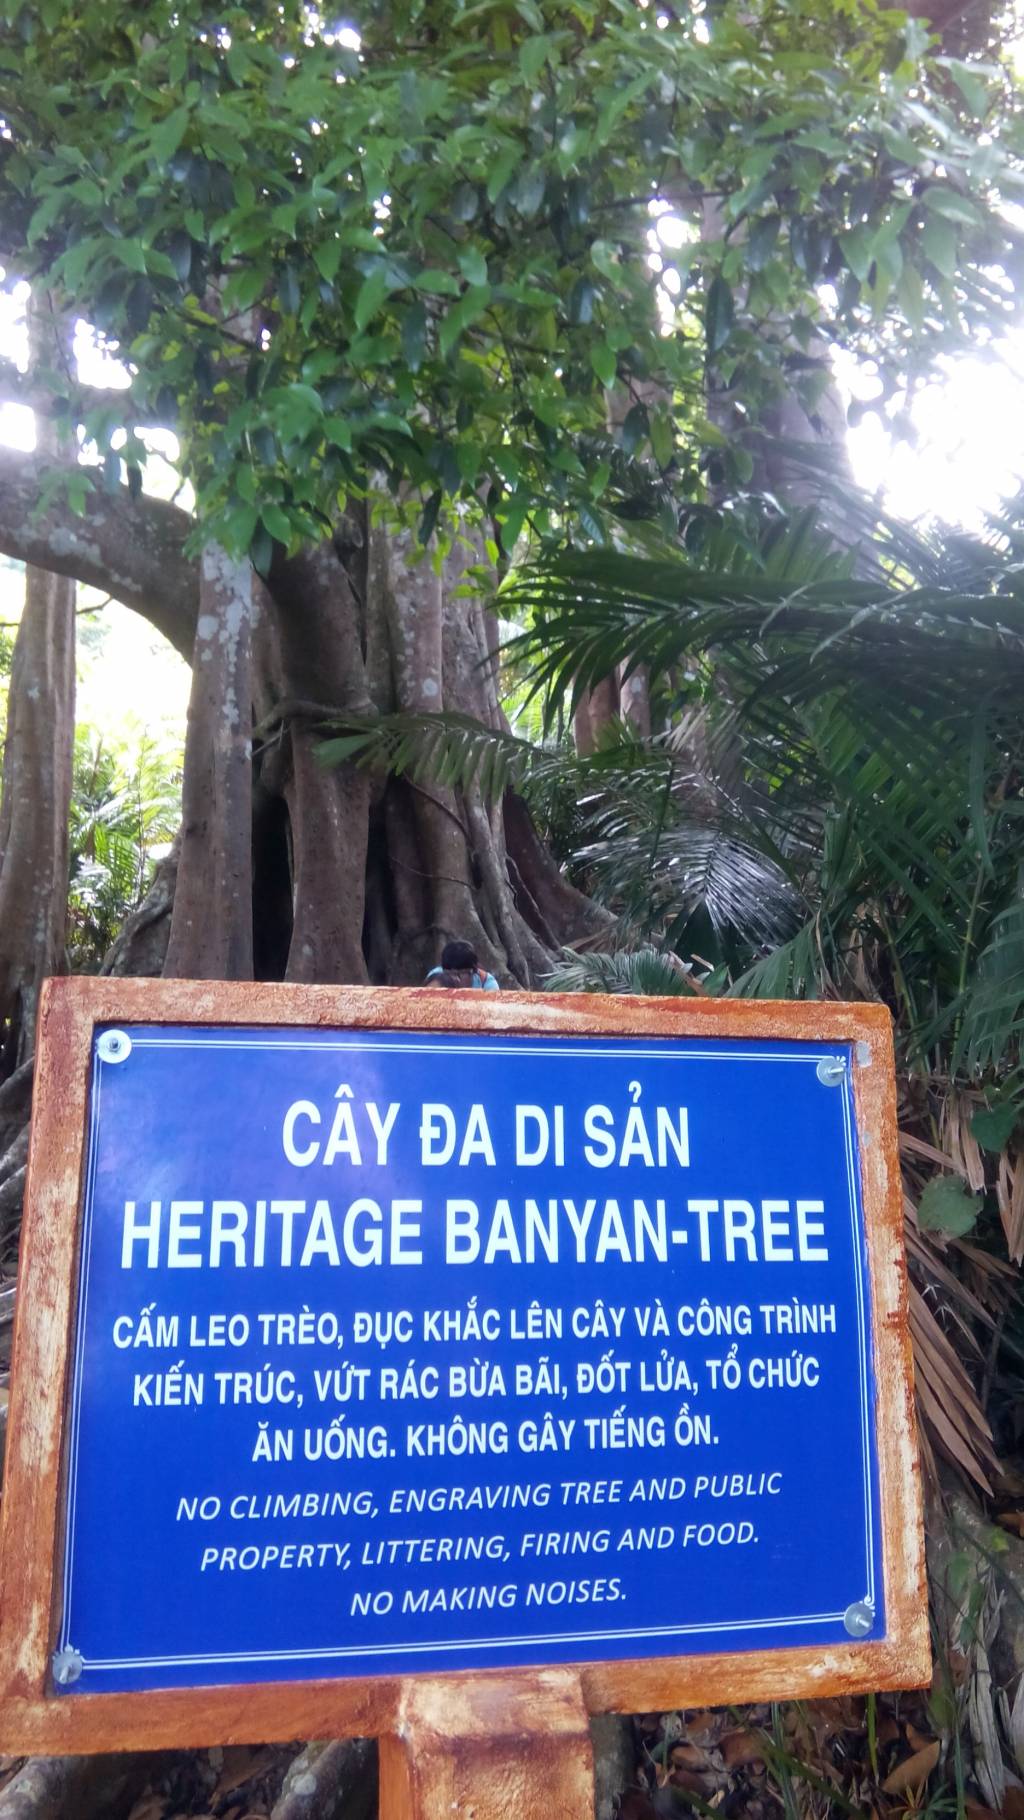 CÂY ĐA DI SẢN
HERITAGE BANYAN-TREE
CẤM LEO TRÈO, ĐỤC KHẮC LÊN CÂY VÀ CÔNG TRÌNH
KIẾN TRÚC, VỨT RÁC BỪA BÃI, ĐỐT LỬA, TỔ CHỨC
ĂN UỐNG. KHÔNG GÂY TIẾNG ỒN.
NO CLIMBING, ENGRAVING TREE AND PUBLIC
PROPERTY, LITTERING, FIRING AND FOOD.
NO MAKING NOISES.